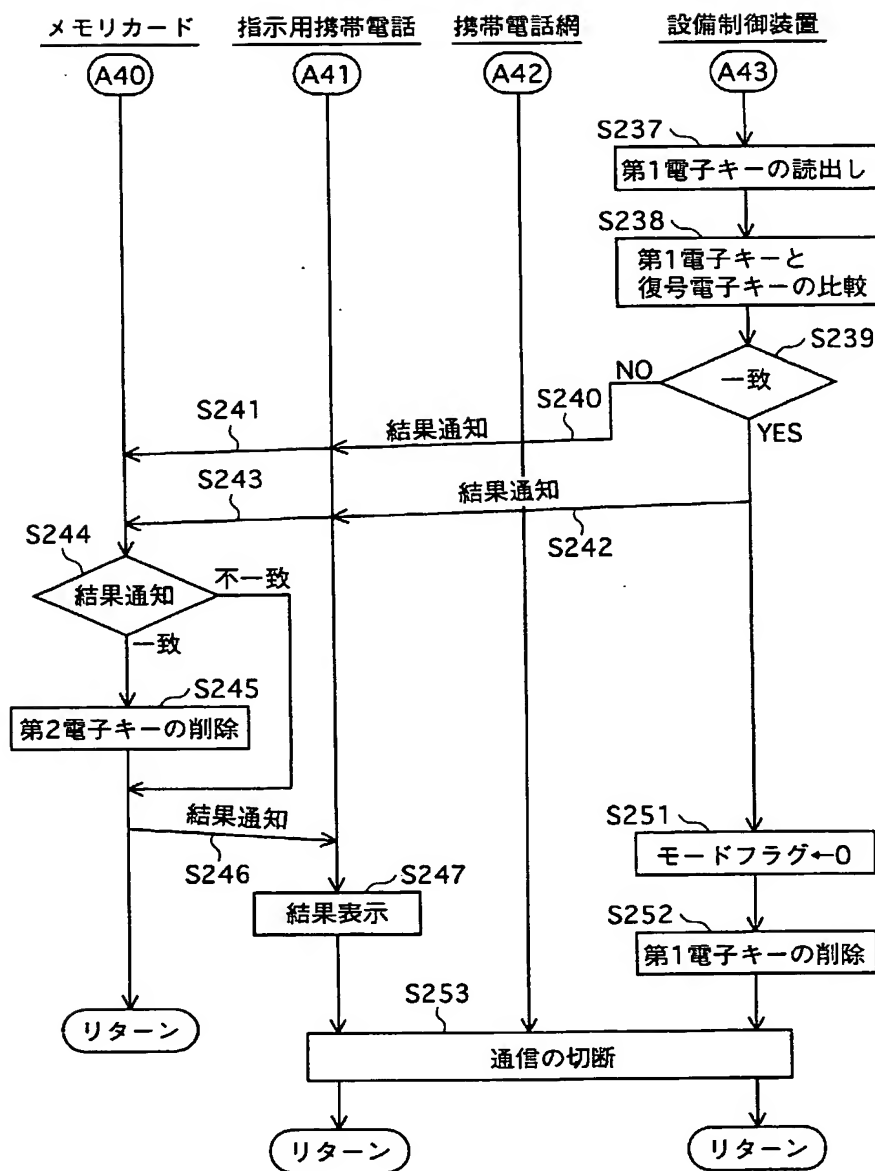 メモリカード
指示用携帯電話
携帯電話網
設備制御装置
A40
A41
A42
A43
S237
第1電子キーの読出し
S238
第1電子キーと
復号電子キーの比較
S239
一致
NO
YES
S240
結果通知
S241
S243
結果通知
S242
S244
結果通知
不一致
一致
S245
第2電子キーの削除
結果通知
S246
S247
結果表示
S251
モードフラグ←0
S252
第1電子キーの削除
S253
通信の切断
リターン
リターン
リターン